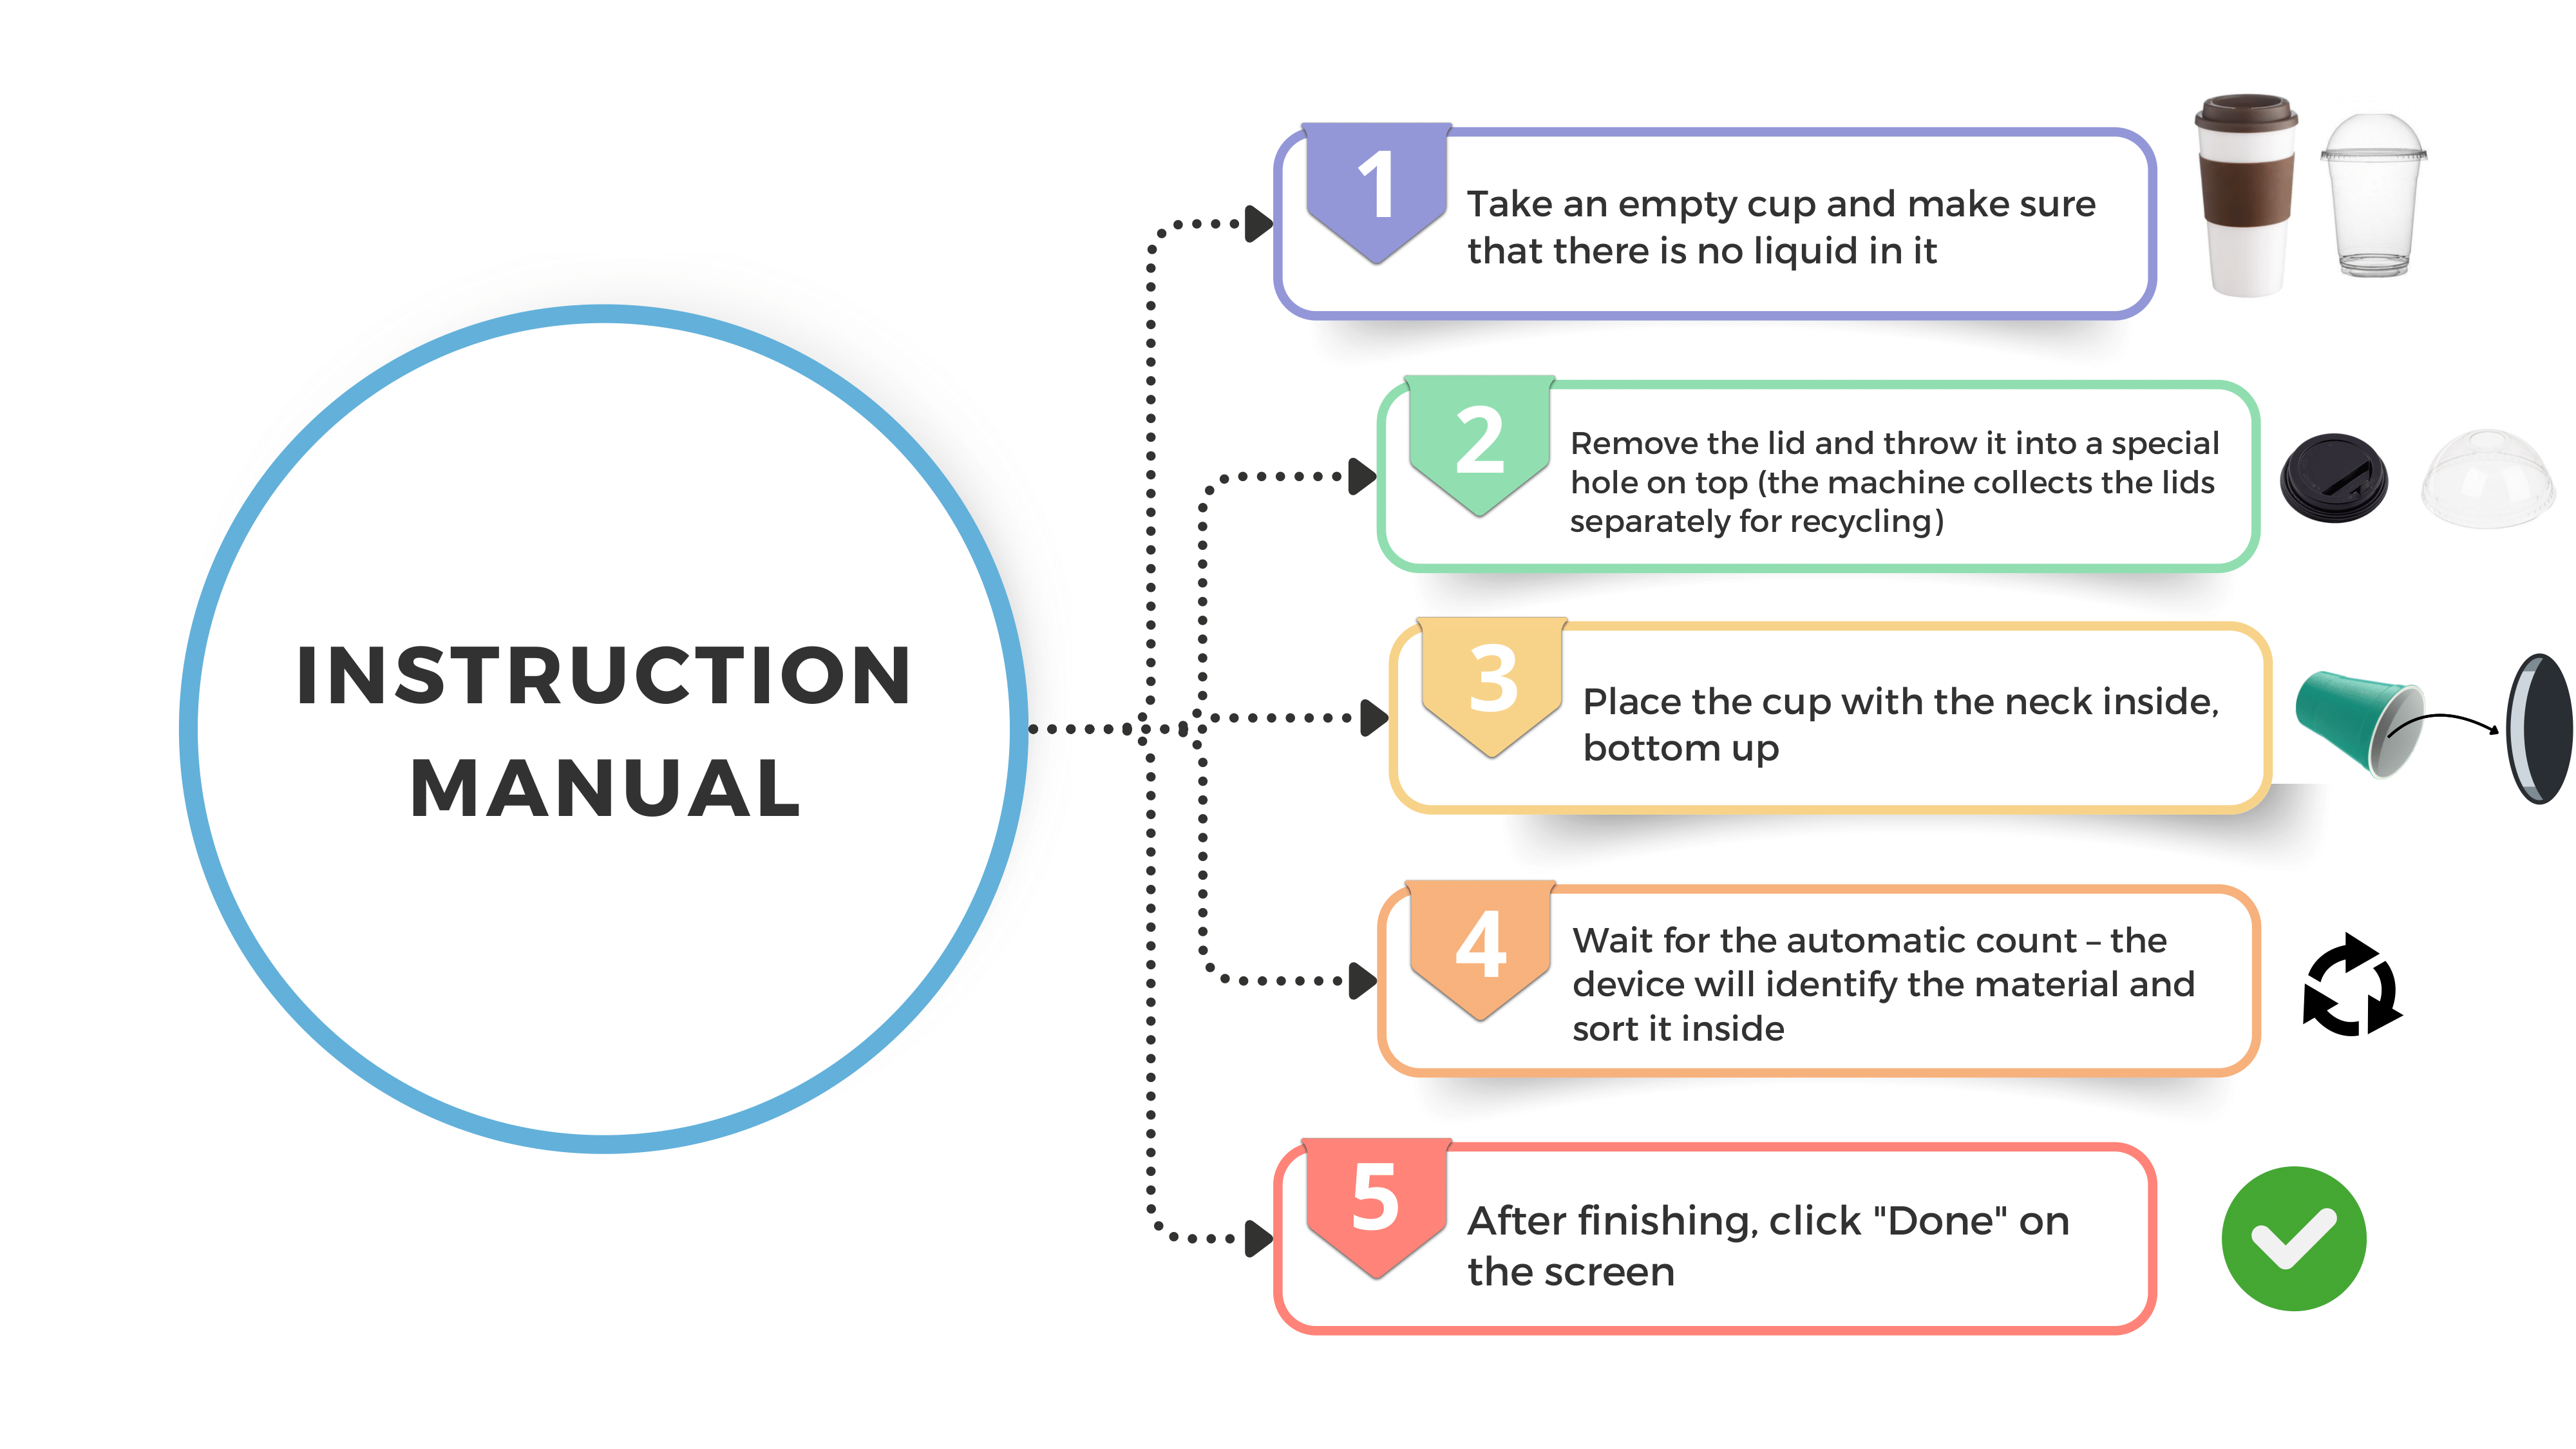 INSTRUCTION
MANUAL
1
Take an empty cup and make sure
that there is no liquid in it
2
Remove the lid and throw it into a special
hole on top (the machine collects the lids
separately for recycling)
3
Place the cup with the neck inside,
bottom up
4
Wait for the automatic count – the
device will identify the material and
sort it inside
5
After finishing, click "Done" on
the screen